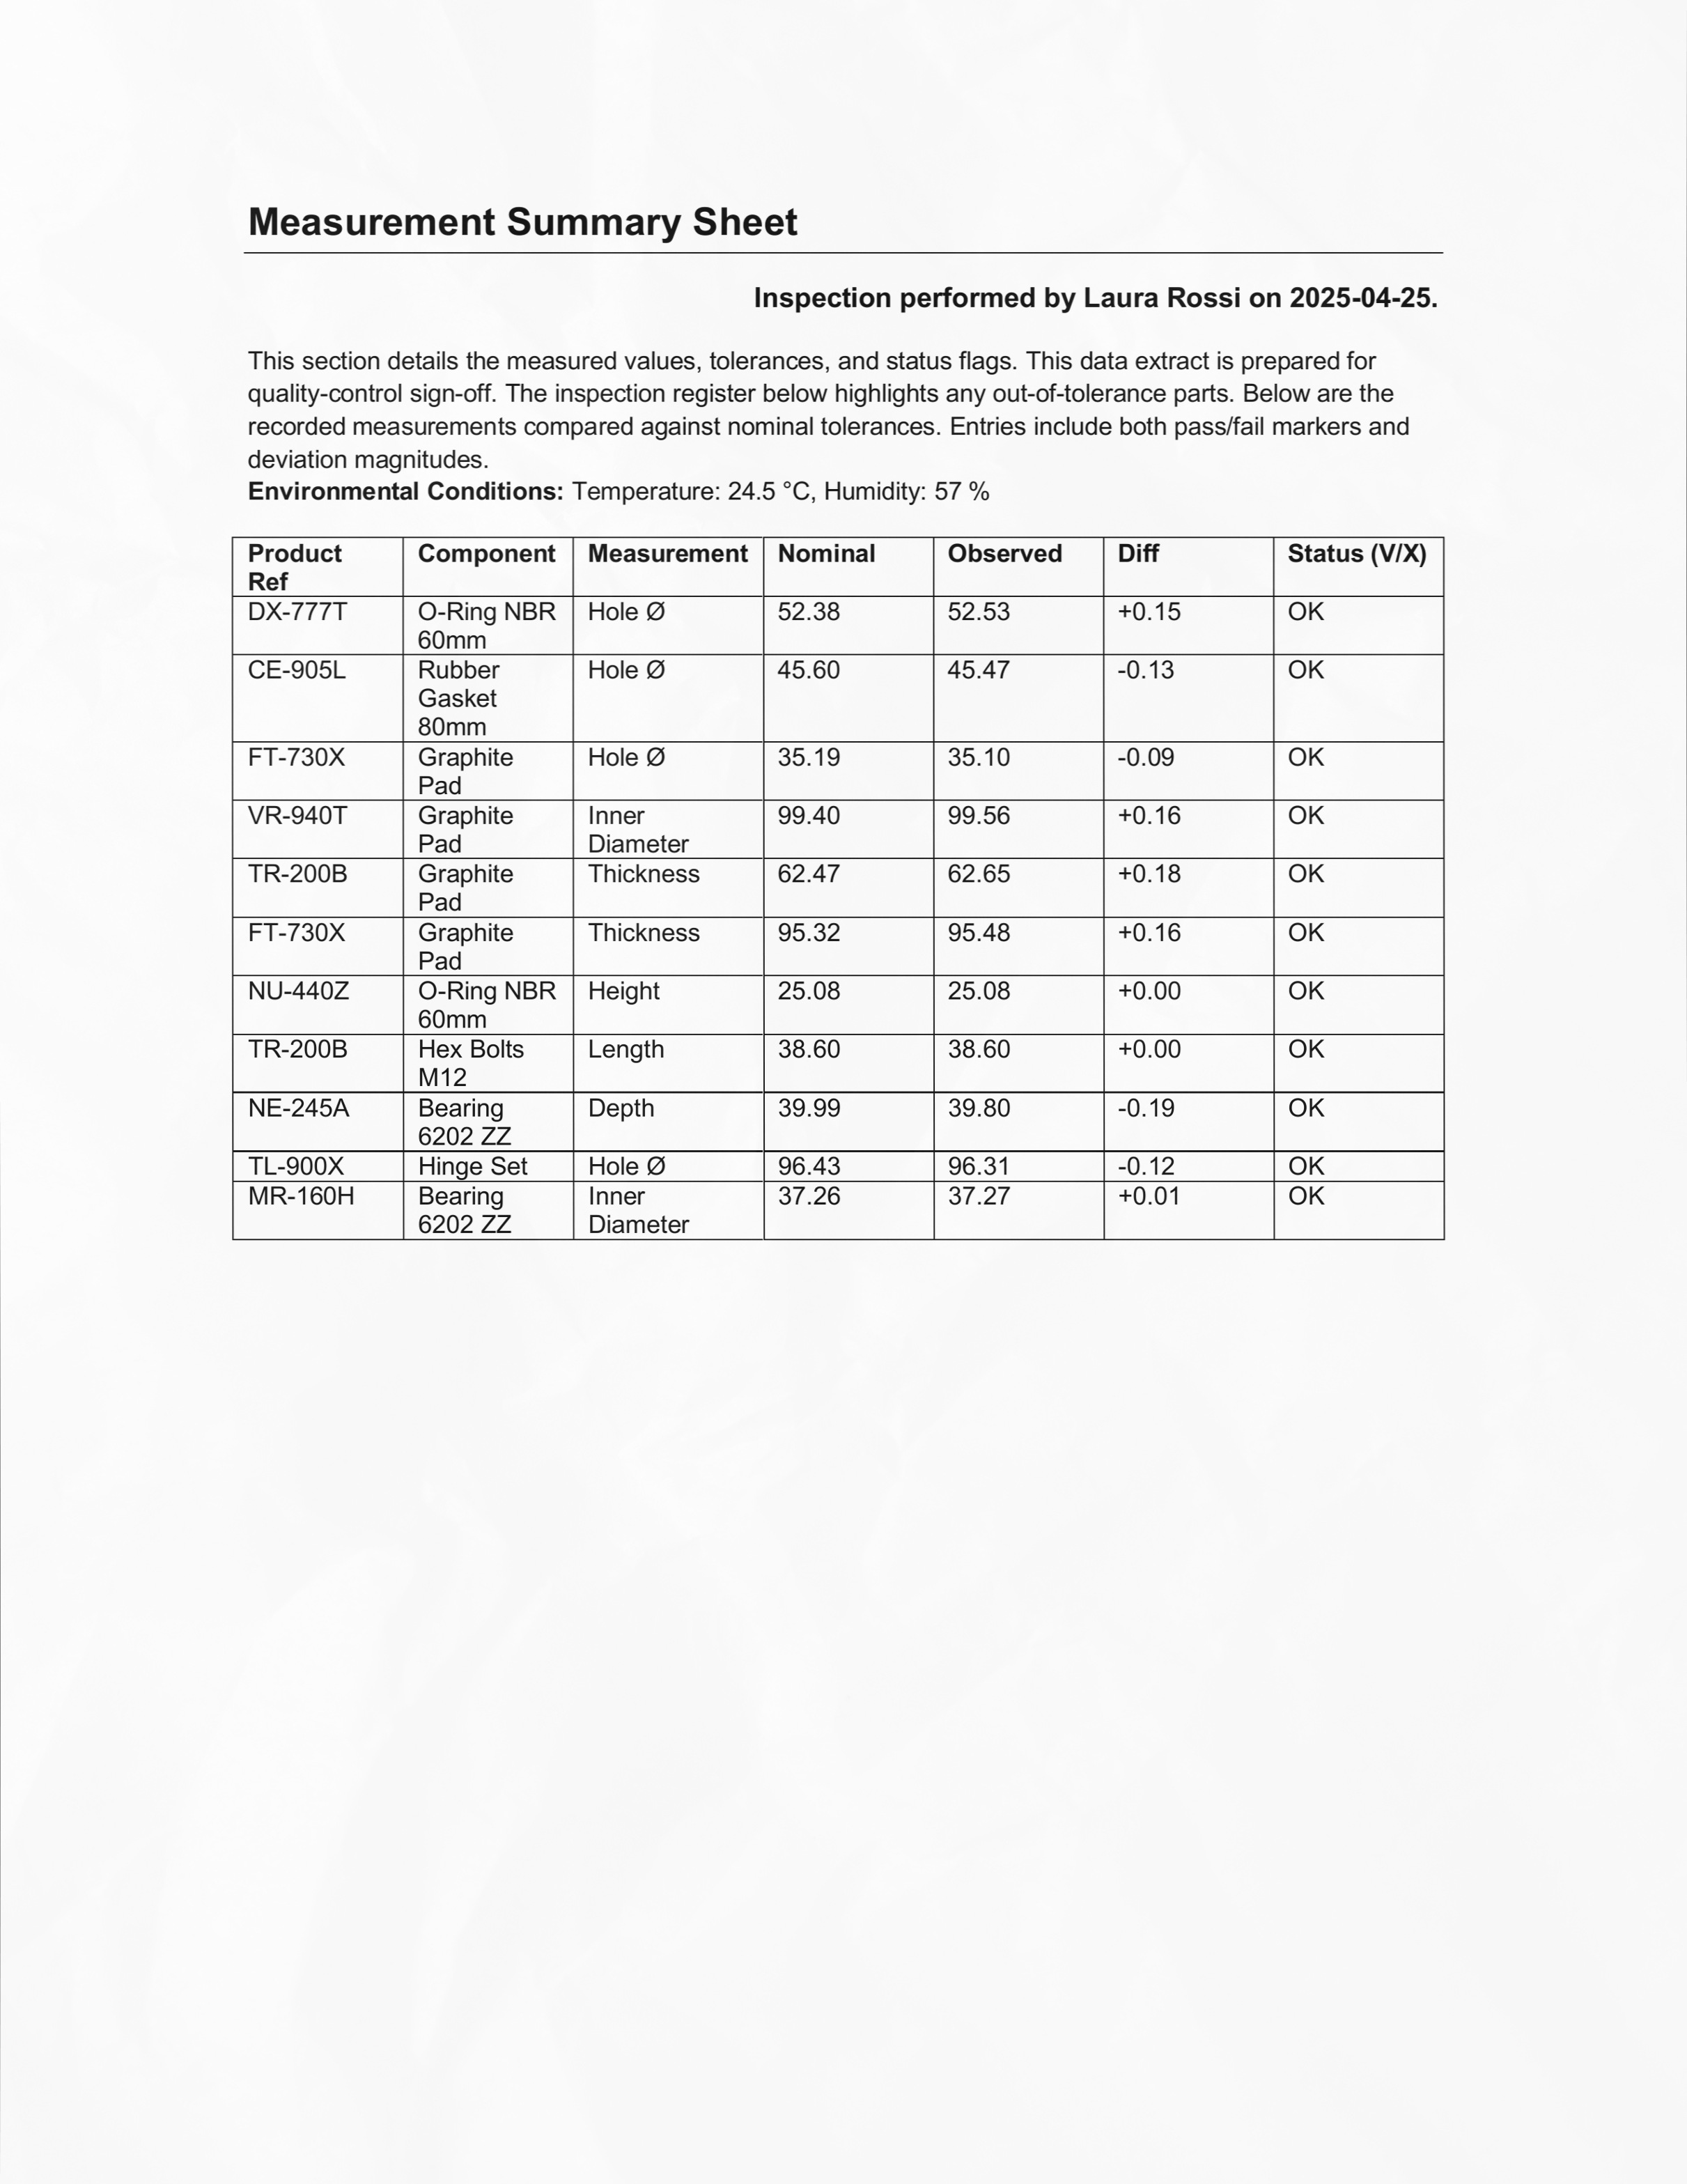 Measurement Summary Sheet
Inspection performed by Laura Rossi on 2025-04-25.
This section details the measured values, tolerances, and status flags. This data extract is prepared for
quality-control sign-off. The inspection register below highlights any out-of-tolerance parts. Below are the
recorded measurements compared against nominal tolerances. Entries include both pass/fail markers and
deviation magnitudes.
Environmental Conditions: Temperature: 24.5 °C, Humidity: 57 %
Product Ref Component Measurement Nominal Observed Diff Status (V/X)
DX-777T O-Ring NBR 60mm Hole Ø 52.38 52.53 +0.15 OK
CE-905L Rubber Gasket 80mm Hole Ø 45.60 45.47 -0.13 OK
FT-730X Graphite Pad Hole Ø 35.19 35.10 -0.09 OK
VR-940T Graphite Pad Inner Diameter 99.40 99.56 +0.16 OK
TR-200B Graphite Pad Thickness 62.47 62.65 +0.18 OK
FT-730X Graphite Pad Thickness 95.32 95.48 +0.16 OK
NU-440Z O-Ring NBR 60mm Height 25.08 25.08 +0.00 OK
TR-200B Hex Bolts M12 Length 38.60 38.60 +0.00 OK
NE-245A Bearing 6202 ZZ Depth 39.99 39.80 -0.19 OK
TL-900X Hinge Set Hole Ø 96.43 96.31 -0.12 OK
MR-160H Bearing 6202 ZZ Inner Diameter 37.26 37.27 +0.01 OK